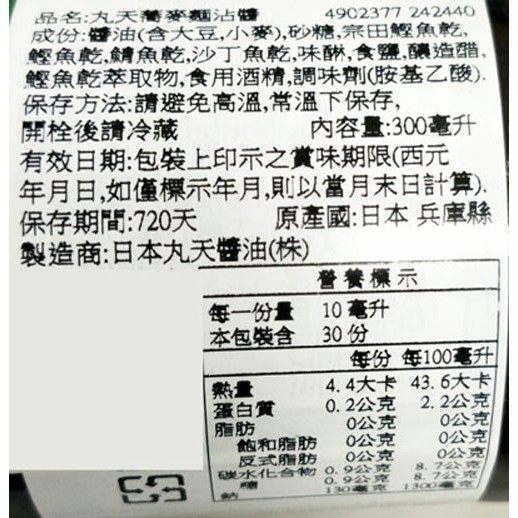 品名:丸天蕎麥麵沾醬 4902377 242440
成份:醬油(含大豆,小麥),砂糖,宗田鰹魚乾,
鰹魚乾,鯖魚乾,沙丁魚乾,味醂,食鹽,釀造醋,
鰹魚乾萃取物,食用酒精,調味劑(胺基乙酸).
保存方法:請避免高溫,常溫下保存,
開栓後請冷藏 內容量:300毫升
有效日期:包裝上印示之賞味期限(西元
年月日,如僅標示年月,則以當月末日計算).
保存期間:720天 原產國:日本 兵庫縣
製造商:日本丸天醬油(株)
營養標示
每一份量 10 毫升
本包裝含 30 份
每份 每100毫升
熱量 4.4大卡 43.6大卡
蛋白質 0.2公克 2.2公克
脂肪 0公克 0公克
飽和脂肪 0公克 0公克
反式脂肪 0公克 0公克
碳水化合物 0.9公克 8.7公克
糖 0.9公克 8.7公克
鈉 130毫克 1300毫克